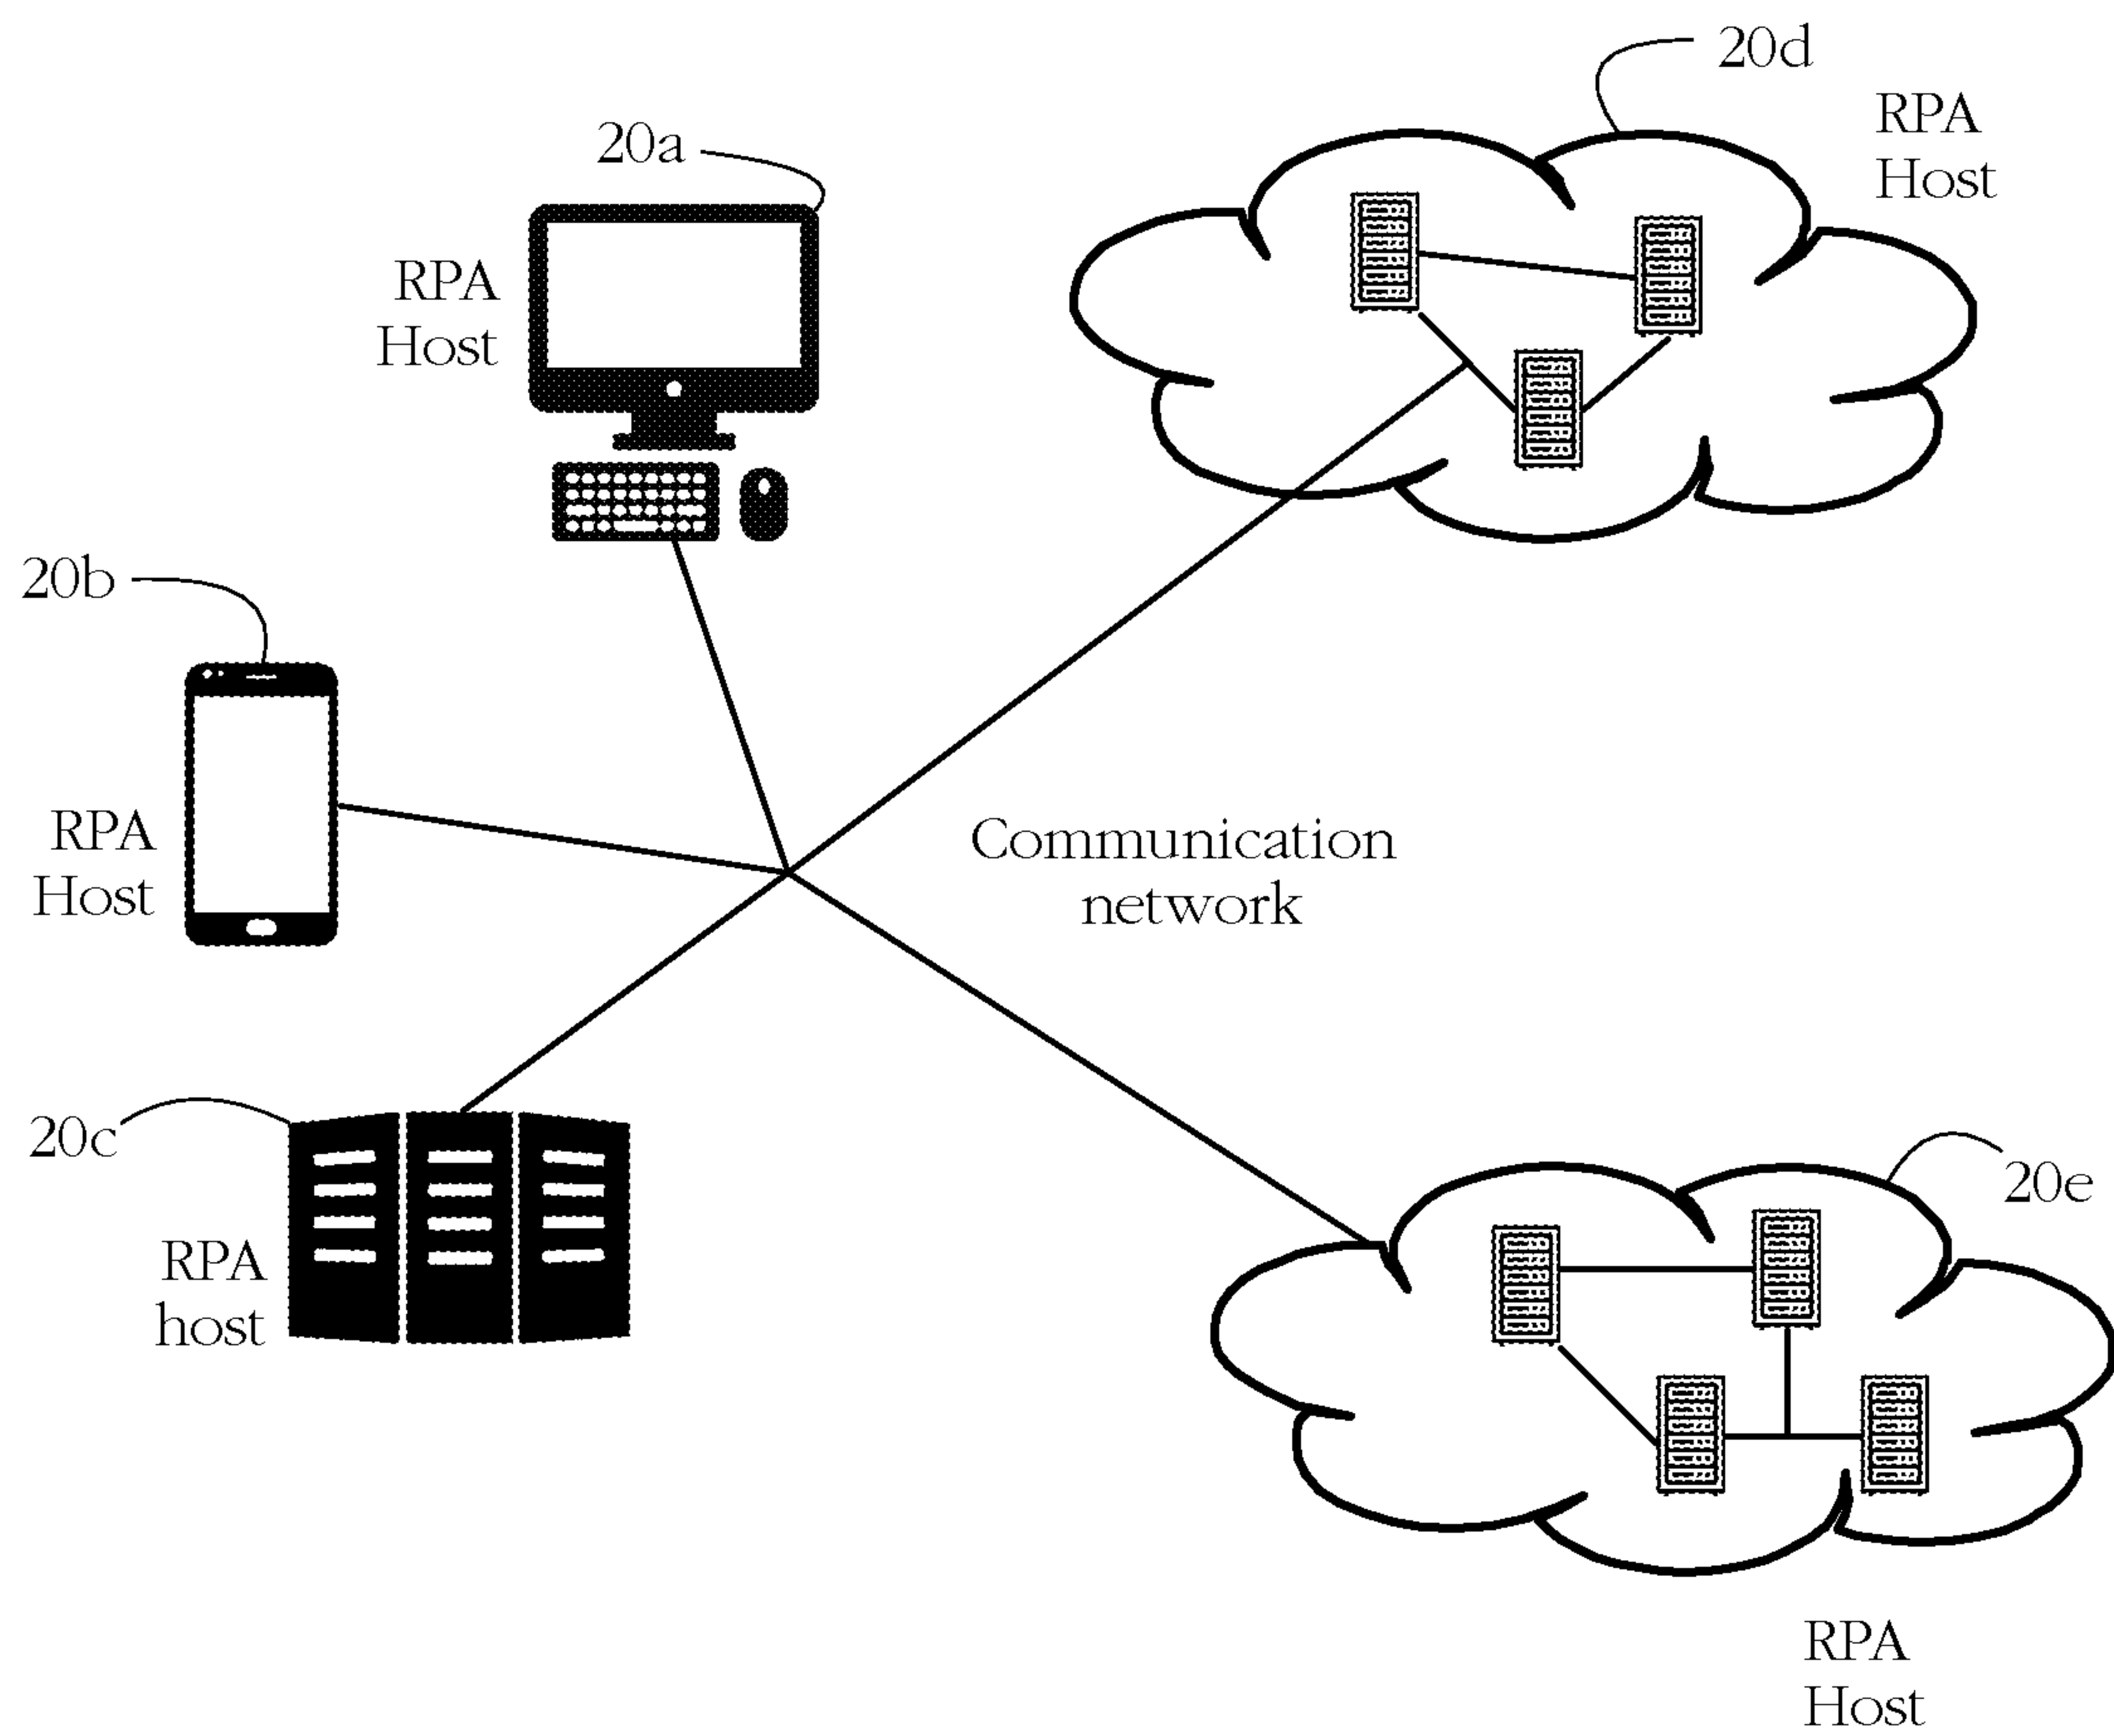 20d
RPA
Host
20a
RPA
Host
20b
RPA
Host
Communication
network
20c
RPA
host
20e
RPA
Host